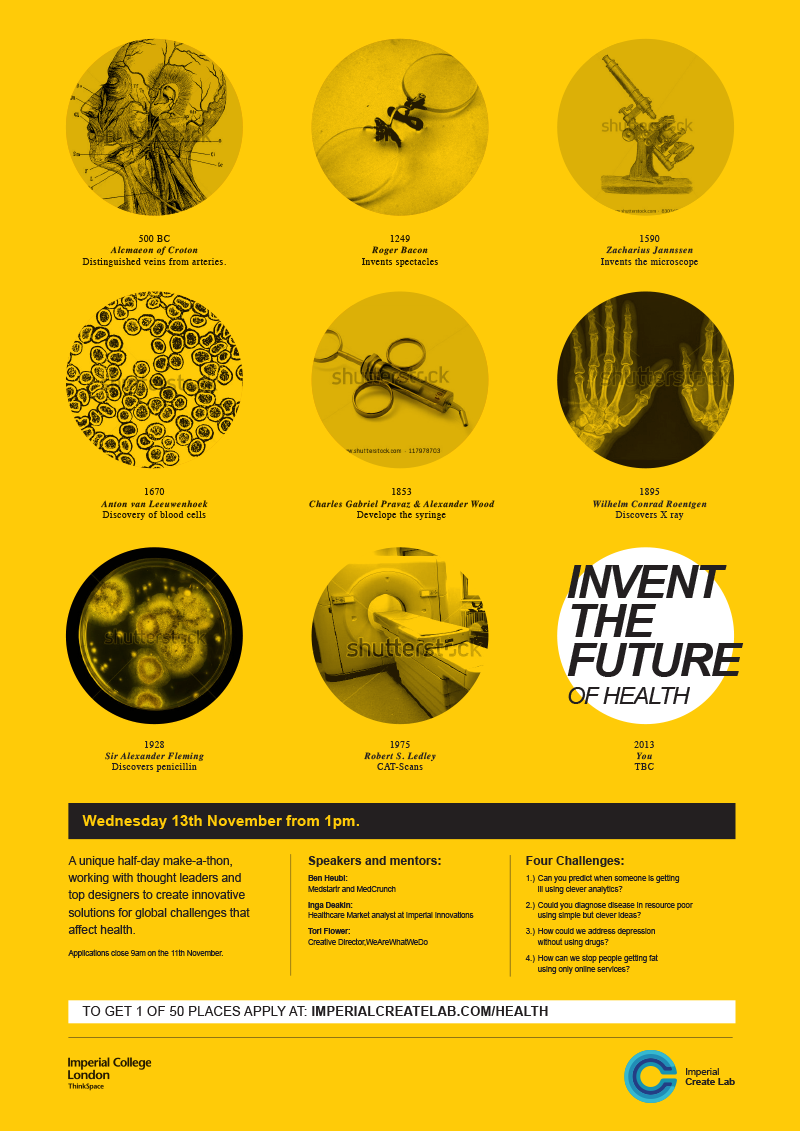 shutterstock
shutterstock
500 BC
Alcmaeon of Croton
Distinguished veins from arteries.
1249
Roger Bacon
Invents spectacles
1590
Zacharius Jannssen
Invents the microscope
shutterstock
shutterstock
shutterstock
www.shutterstock.com · 117978703
1670
Anton van Leeuwenhoek
Discovery of blood cells
1853
Charles Gabriel Pravaz & Alexander Wood
Develope the syringe
1895
Wilhelm Conrad Roentgen
Discovers X ray
shutterstock
shutterstock
INVENT
THE
FUTURE
OF HEALTH
1928
Sir Alexander Fleming
Discovers penicillin
1975
Robert S. Ledley
CAT-Scans
2013
You
TBC
Wednesday 13th November from 1pm.
A unique half-day make-a-thon,
working with thought leaders and
top designers to create innovative
solutions for global challenges that
affect health.
Applications close 9am on the 11th November.
Speakers and mentors:
Ben Heubl:
Medstartr and MedCrunch
Inga Deakin:
Healthcare Market analyst at Imperial Innovations
Tori Flower:
Creative Director,WeAreWhatWeDo
Four Challenges:
1.) Can you predict when someone is getting
ill using clever analytics?
2.) Could you diagnose disease in resource poor
using simple but clever ideas?
3.) How could we address depression
without using drugs?
4.) How can we stop people getting fat
using only online services?
TO GET 1 OF 50 PLACES APPLY AT: IMPERIALCREATELAB.COM/HEALTH
Imperial College
London
ThinkSpace
Imperial
Create Lab